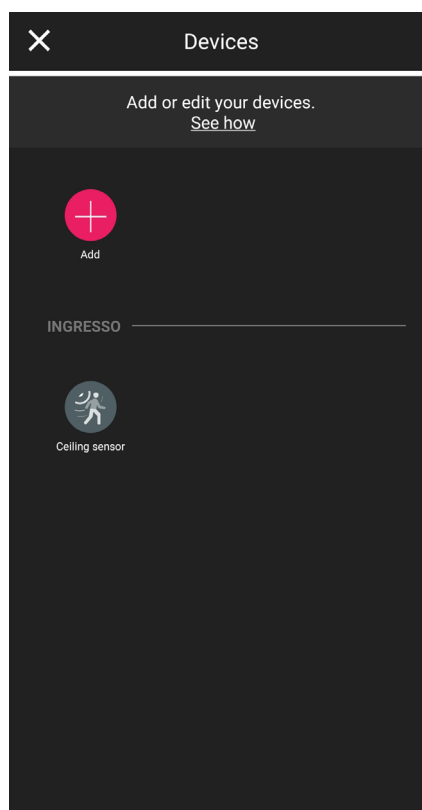 Devices
Add or edit your devices.
See how
Add
INGRESSO
Ceiling sensor